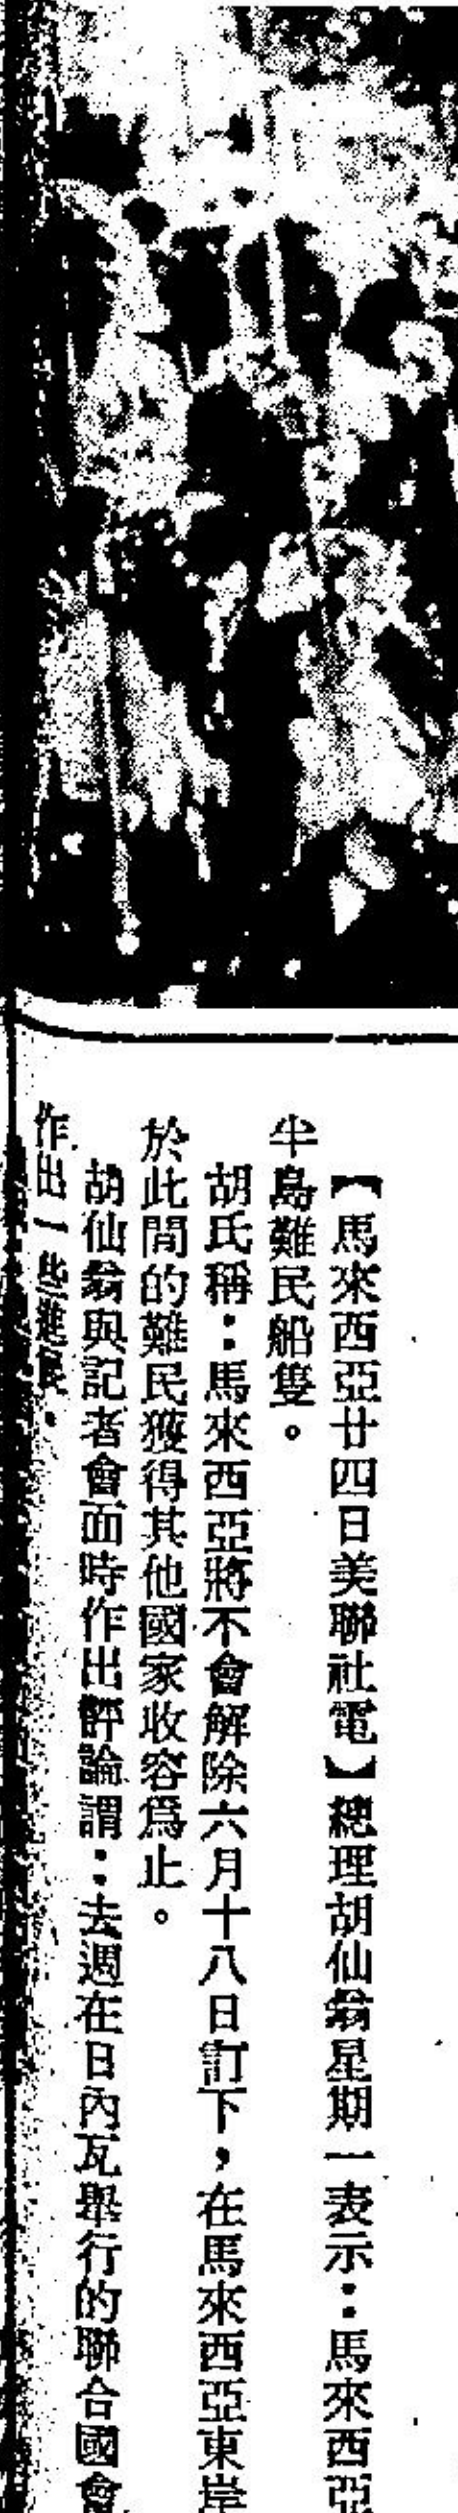 【馬來西亞廿四日美聯社電】總理胡仙翁星期一表示：馬來西亞
半島難民船隻。
胡氏稱：馬來西亞將不會解除六月十八日訂下，在馬來西亞東岸
於此間的難民獲得其他國家收容爲止。
胡仙翁與記者會面時作出評論謂：去週在日內瓦舉行的聯合國會
作出一些進展．